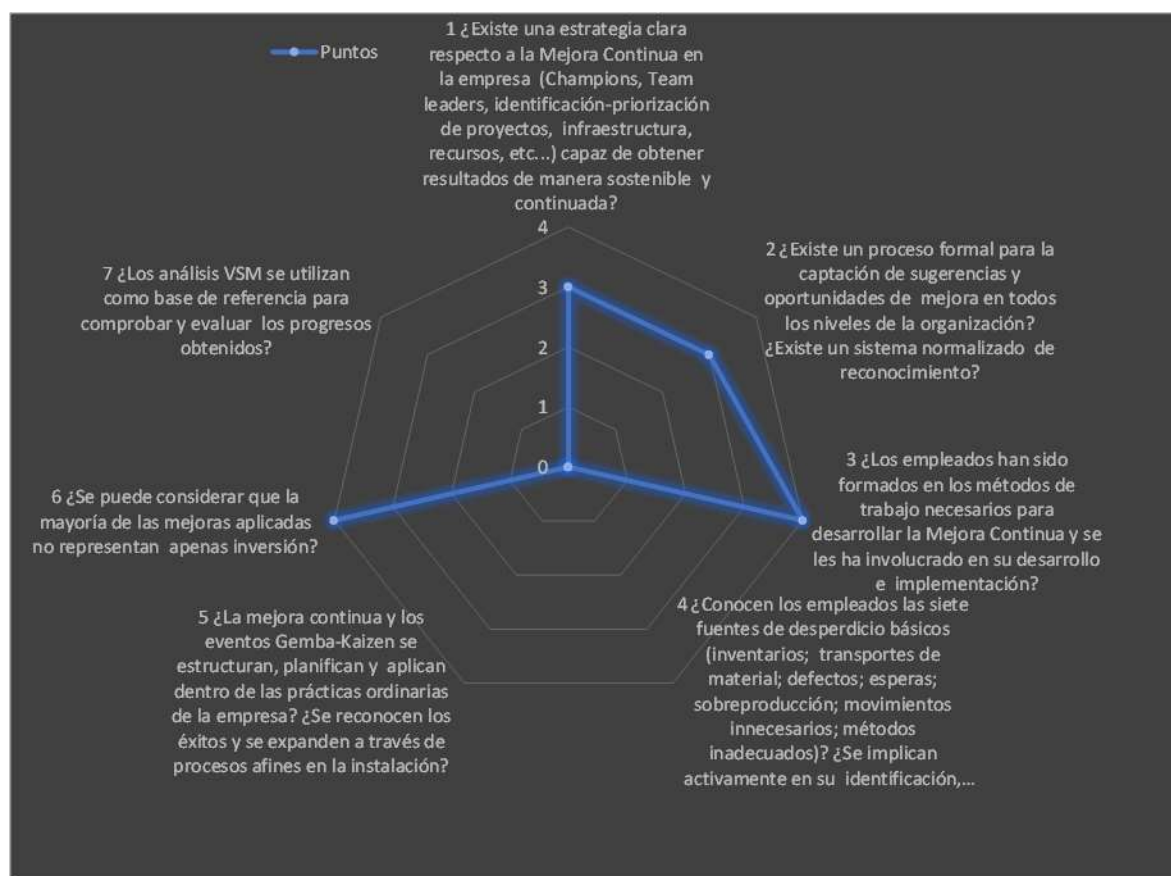 1 ¿Existe una estrategia clara
respecto a la Mejora Continua en
la empresa (Champions, Team
leaders, identificación-priorización
de proyectos, infraestructura,
recursos, etc...) capaz de obtener
resultados de manera sostenible y
continuada?
Puntos
4
3
2
1
0
2 ¿Existe un proceso formal para la
captación de sugerencias y
oportunidades de mejora en todos
los niveles de la organización?
¿Existe un sistema normalizado de
reconocimiento?
3 ¿Los empleados han sido
formados en los métodos de
trabajo necesarios para
desarrollar la Mejora Continua y se
les ha involucrado en su desarrollo
e implementación?
4 ¿Conocen los empleados las siete
fuentes de desperdicio básicos
(inventarios; transportes de
material; defectos; esperas;
sobreproducción; movimientos
innecesarios; métodos
inadecuados)? ¿Se implican
activamente en su identificación,...
5 ¿La mejora continua y los
eventos Gemba-Kaizen se
estructuran, planifican y aplican
dentro de las prácticas ordinarias
de la empresa? ¿Se reconocen los
éxitos y se expanden a través de
procesos afines en la instalación?
6 ¿Se puede considerar que la
mayoría de las mejoras aplicadas
no representan apenas inversión?
7 ¿Los análisis VSM se utilizan
como base de referencia para
comprobar y evaluar los progresos
obtenidos?